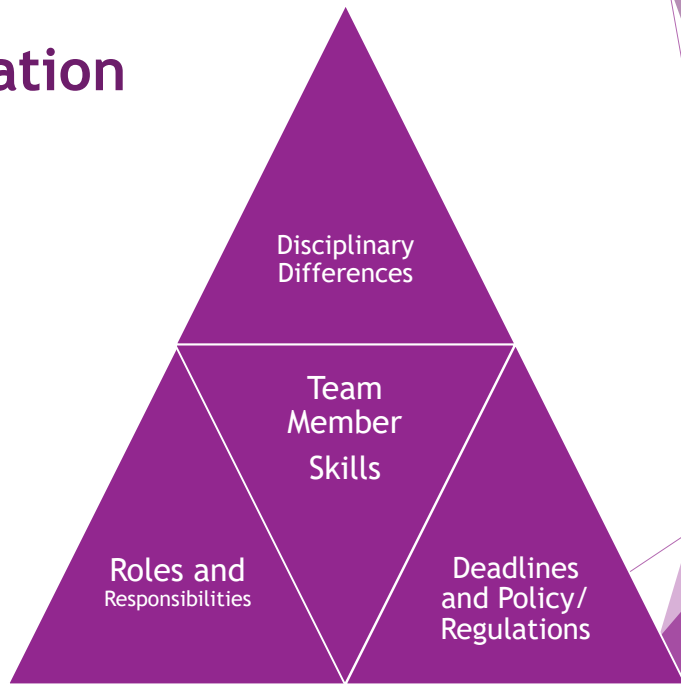 ation
Disciplinary
Differences
Team
Member
Skills
Roles and
Responsibilities
Deadlines
and Policy/
Regulations